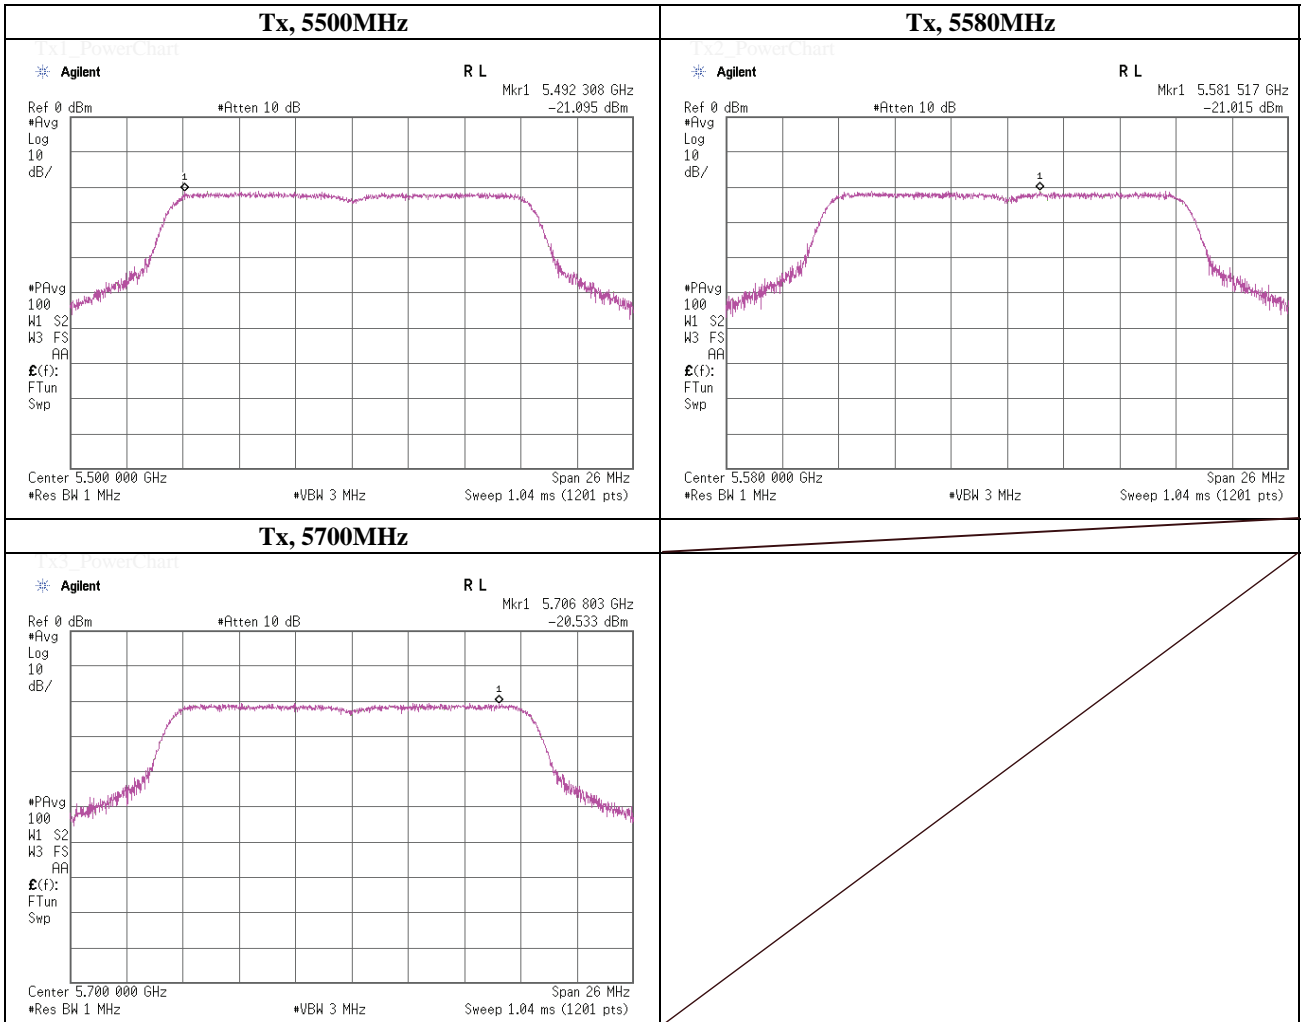 Tx, 5500MHz
Tx1_PowerChart
Agilent
R L
Mkr1 5.492 308 GHz
Ref 0 dBm #Atten 10 dB -21.095 dBm
#Avg
Log
10
dB/
1
#PAvg
100
W1 S2
W3 FS
AA
£(f):
FTun
Swp
Center 5.500 000 GHz Span 26 MHz
#Res BW 1 MHz #VBW 3 MHz Sweep 1.04 ms (1201 pts)
Tx, 5580MHz
Tx2_PowerChart
Agilent
R L
Mkr1 5.581 517 GHz
Ref 0 dBm #Atten 10 dB -21.015 dBm
#Avg
Log
10
dB/
1
#PAvg
100
W1 S2
W3 FS
AA
£(f):
FTun
Swp
Center 5.580 000 GHz Span 26 MHz
#Res BW 1 MHz #VBW 3 MHz Sweep 1.04 ms (1201 pts)
Tx, 5700MHz
Tx3_PowerChart
Agilent
R L
Mkr1 5.706 803 GHz
Ref 0 dBm #Atten 10 dB -20.533 dBm
#Avg
Log
10
dB/
1
#PAvg
100
W1 S2
W3 FS
AA
£(f):
FTun
Swp
Center 5.700 000 GHz Span 26 MHz
#Res BW 1 MHz #VBW 3 MHz Sweep 1.04 ms (1201 pts)